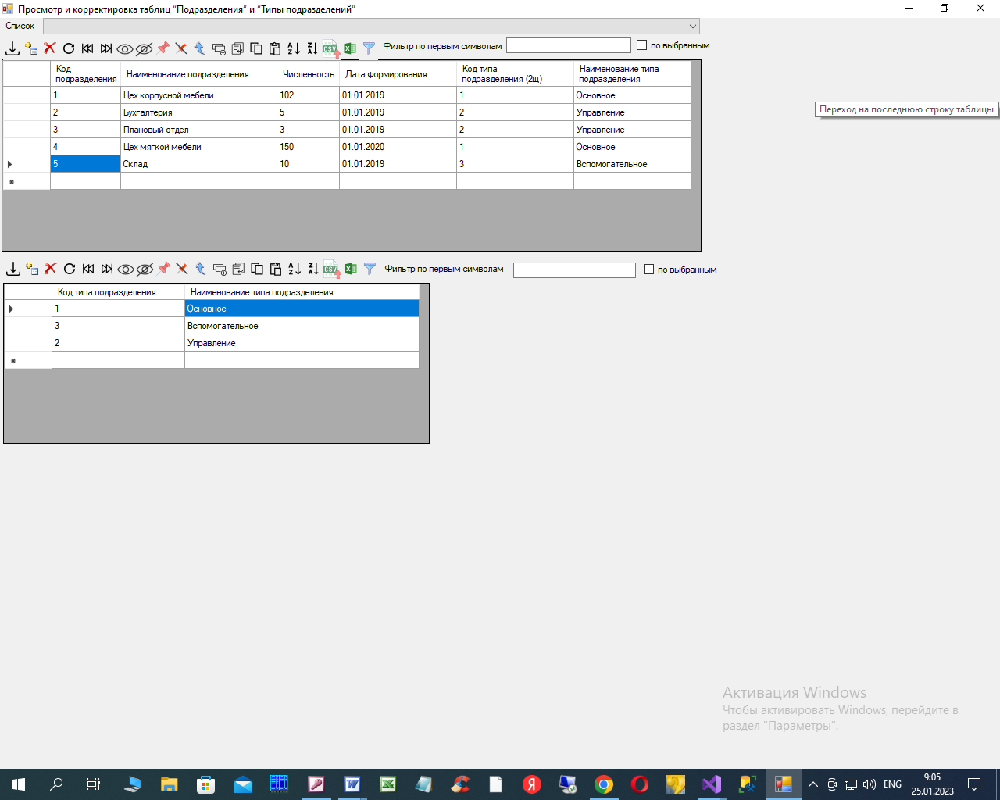 Просмотр и корректировка таблиц "Подразделения" и "Типы подразделений"
Список
Фильтр по первым символам
по выбранным
Код подразделения Наименование подразделения Численность Дата формирования Код типа подразделения (2щ) Наименование типа подразделения
1 Цех корпусной мебели 102 01.01.2019 1 Основное
2 Бухгалтерия 5 01.01.2019 2 Управление
3 Плановый отдел 3 01.01.2019 2 Управление
4 Цех мягкой мебели 150 01.01.2020 1 Основное
5 Склад 10 01.01.2019 3 Вспомогательное
Переход на последнюю строку таблицы
Фильтр по первым символам
по выбранным
Код типа подразделения Наименование типа подразделения
1 Основное
3 Вспомогательное
2 Управление
Активация Windows
Чтобы активировать Windows, перейдите в
раздел "Параметры".
ENG
9:05
25.01.2023